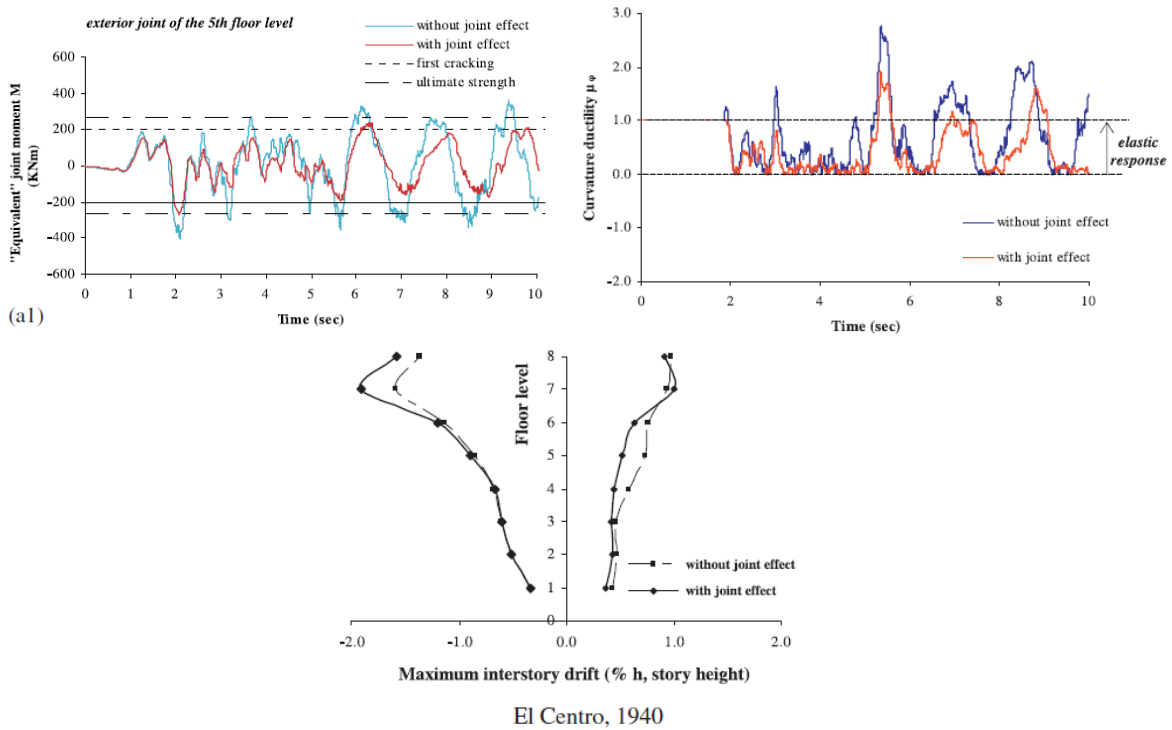 exterior joint of the 5th floor level
without joint effect
with joint effect
first cracking
ultimate strength
600
400
200
0
-200
-400
-600
"Equivalent" joint moment M
(KNm)
0 1 2 3 4 5 6 7 8 9 10
Time (sec)
(a1)
3.0
2.0
1.0
0.0
-1.0
2.0
Curvature ductility μφ
elastic
response
without joint effect
with joint effect
0 2 4 6 8 10
Time (sec)
8
7
6
5
4
3
2
1
0
Floor level
without joint effect
with joint effect
-2.0 -1.0 0.0 1.0 2.0
Maximum interstory drift (% h, story height)
El Centro, 1940